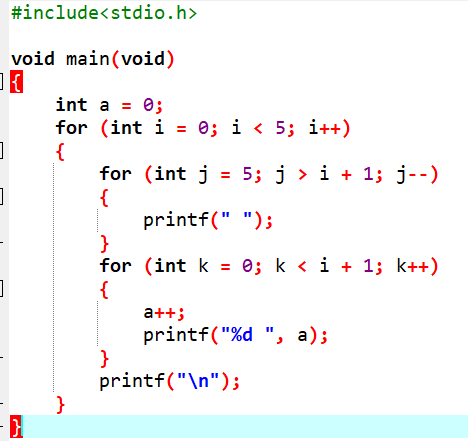 #include<stdio.h>
void main(void)
{
int a = 0;
for (int i = 0; i < 5; i++)
{
for (int j = 5; j > i + 1; j--)
{
printf(" ");
}
for (int k = 0; k < i + 1; k++)
{
a++;
printf("%d ", a);
}
printf("\n");
}
}